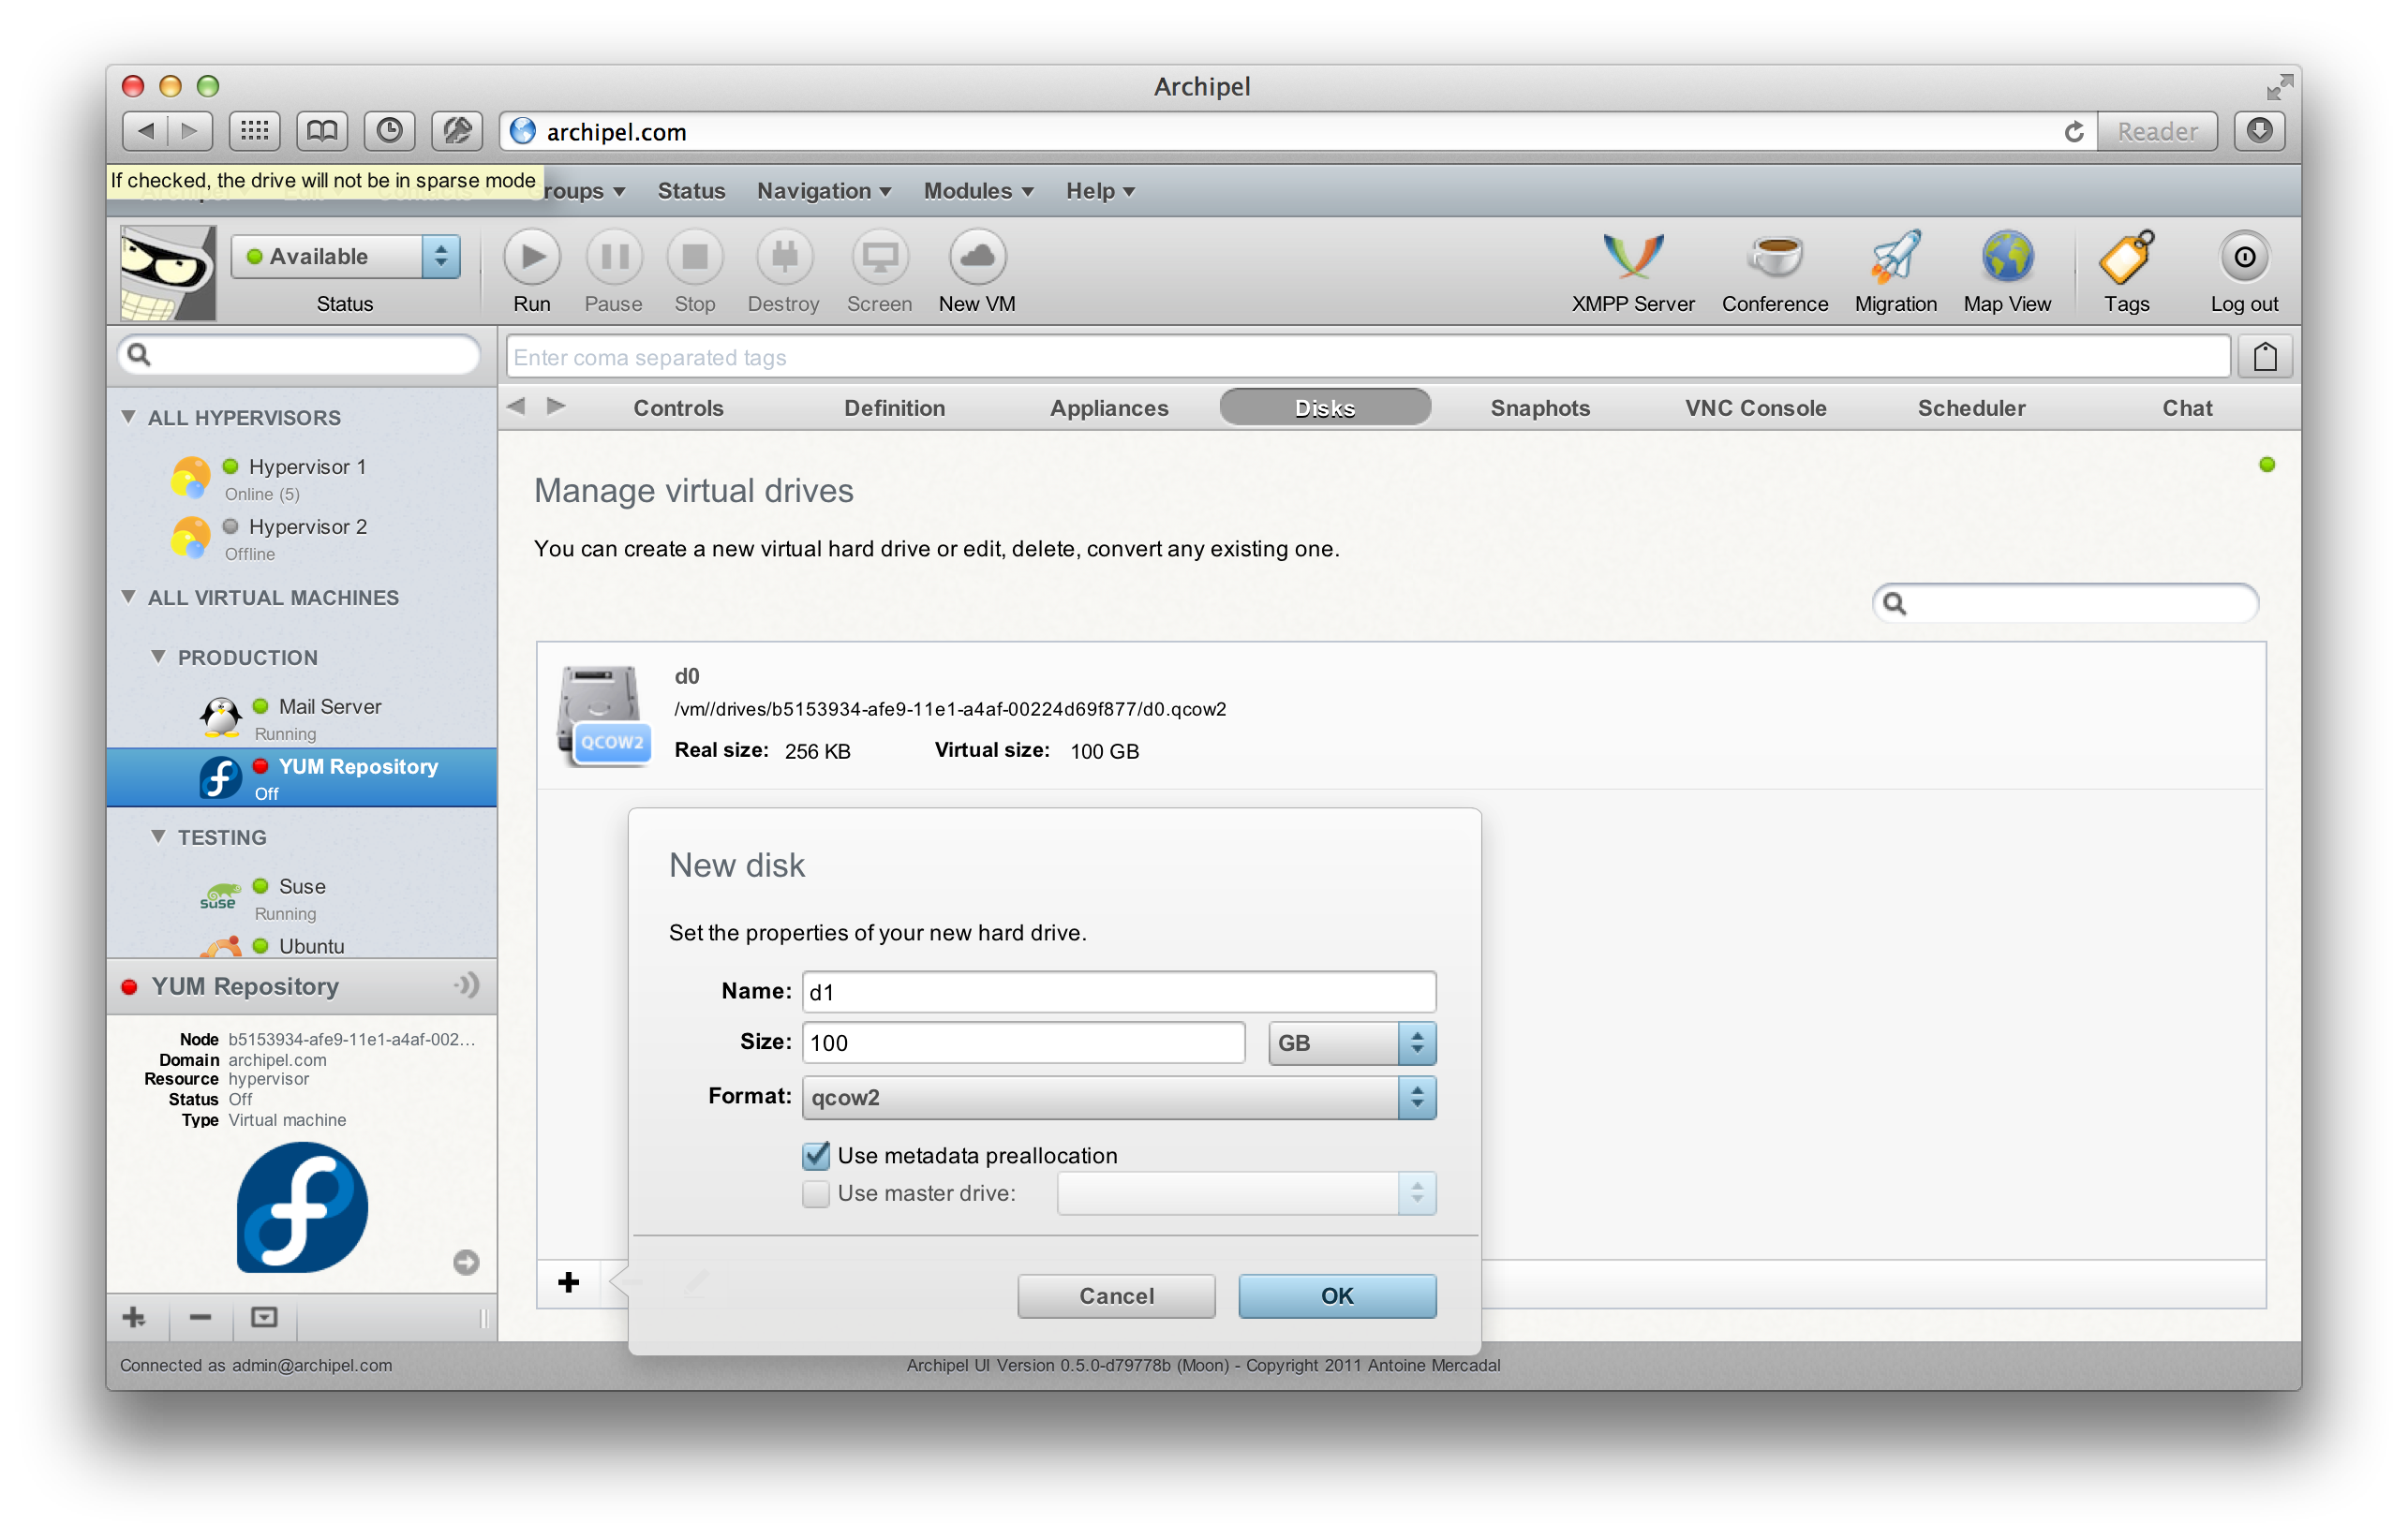 Archipel
archipel.com
Reader
If checked, the drive will not be in sparse mode
roups
Status
Navigation
Modules
Help
Available
Status
Run
Pause
Stop
Destroy
Screen
New VM
XMPP Server
Conference
Migration
Map View
Tags
Log out
Enter coma separated tags
Controls
Definition
Appliances
Disks
Snaphots
VNC Console
Scheduler
Chat
ALL HYPERVISORS
Hypervisor 1
Online (5)
Hypervisor 2
Offline
ALL VIRTUAL MACHINES
PRODUCTION
Mail Server
Running
YUM Repository
Off
TESTING
suse
Suse
Running
Ubuntu
YUM Repository
Node b5153934-afe9-11e1-a4af-002...
Domain archipel.com
Resource hypervisor
Status Off
Type Virtual machine
Manage virtual drives
You can create a new virtual hard drive or edit, delete, convert any existing one.
QCOW2
d0
/vm//drives/b5153934-afe9-11e1-a4af-00224d69f877/d0.qcow2
Real size: 256 KB Virtual size: 100 GB
New disk
Set the properties of your new hard drive.
Name: d1
Size: 100 GB
Format: qcow2
Use metadata preallocation
Use master drive:
Cancel
OK
Connected as admin@archipel.com
Archipel UI Version 0.5.0-d79778b (Moon) - Copyright 2011 Antoine Mercadal